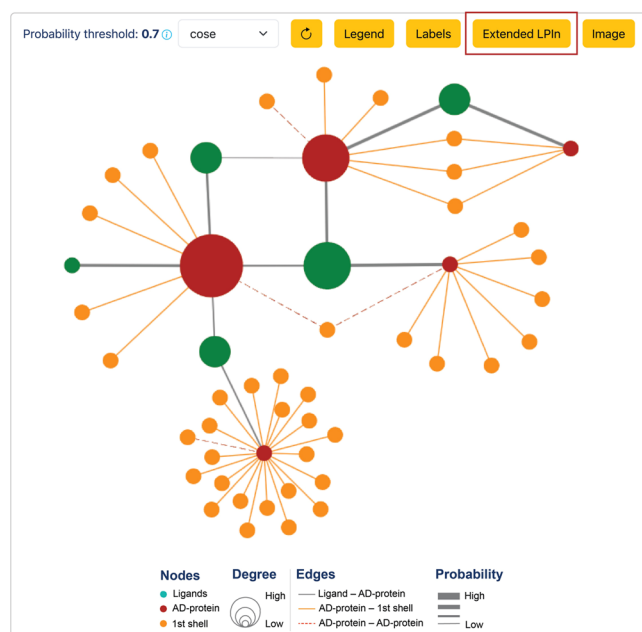 Probability threshold: 0.7 cose Legend Labels Extended LPIn Image
Nodes Degree Edges Probability
Ligands High Ligand – AD-protein High
AD-protein AD-protein – 1st shell
1st shell Low AD-protein – AD-protein Low